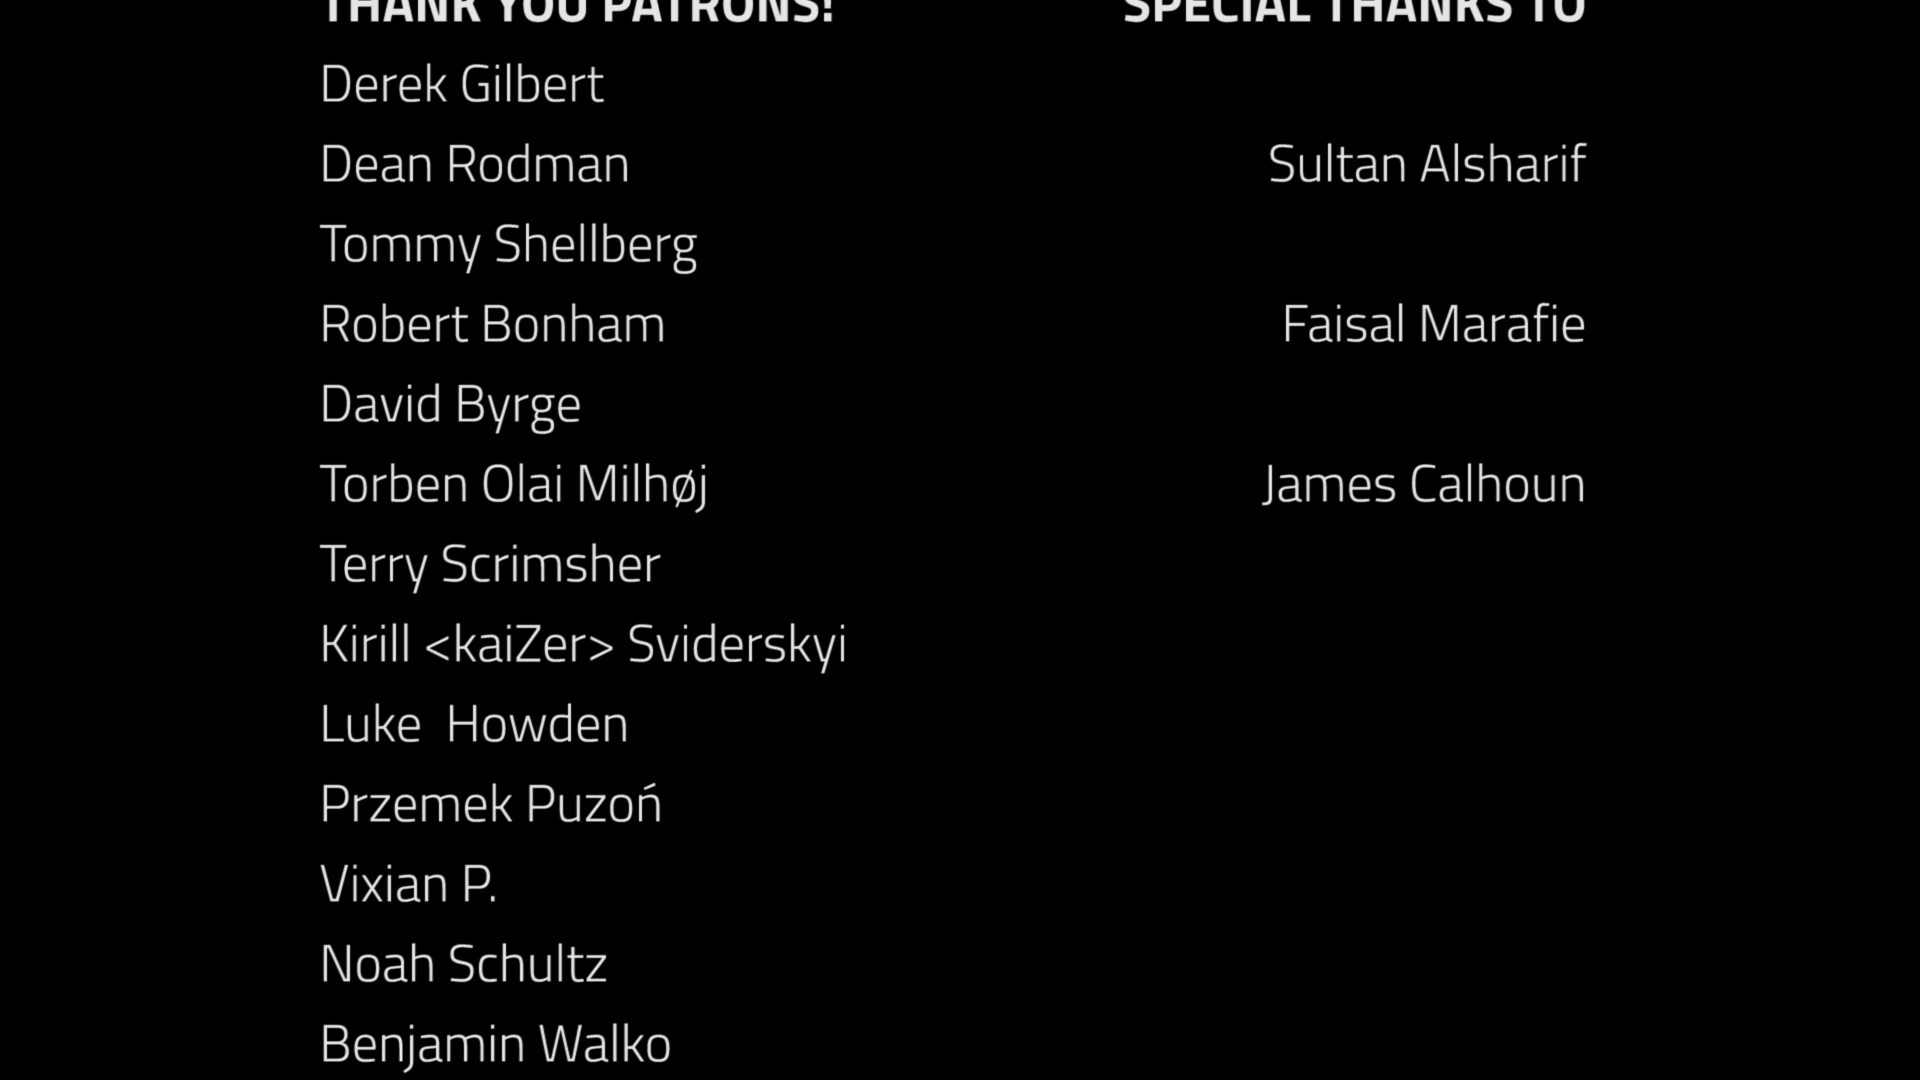 THANK YOU PATRONS!
Derek Gilbert
Dean Rodman
Tommy Shellberg
Robert Bonham
David Byrge
Torben Olai Milhøj
Terry Scrimsher
Kirill <kaiZer> Sviderskyi
Luke  Howden
Przemek Puzoń
Vixian P.
Noah Schultz
Benjamin Walko
SPECIAL THANKS TO
Sultan Alsharif
Faisal Marafie
James Calhoun